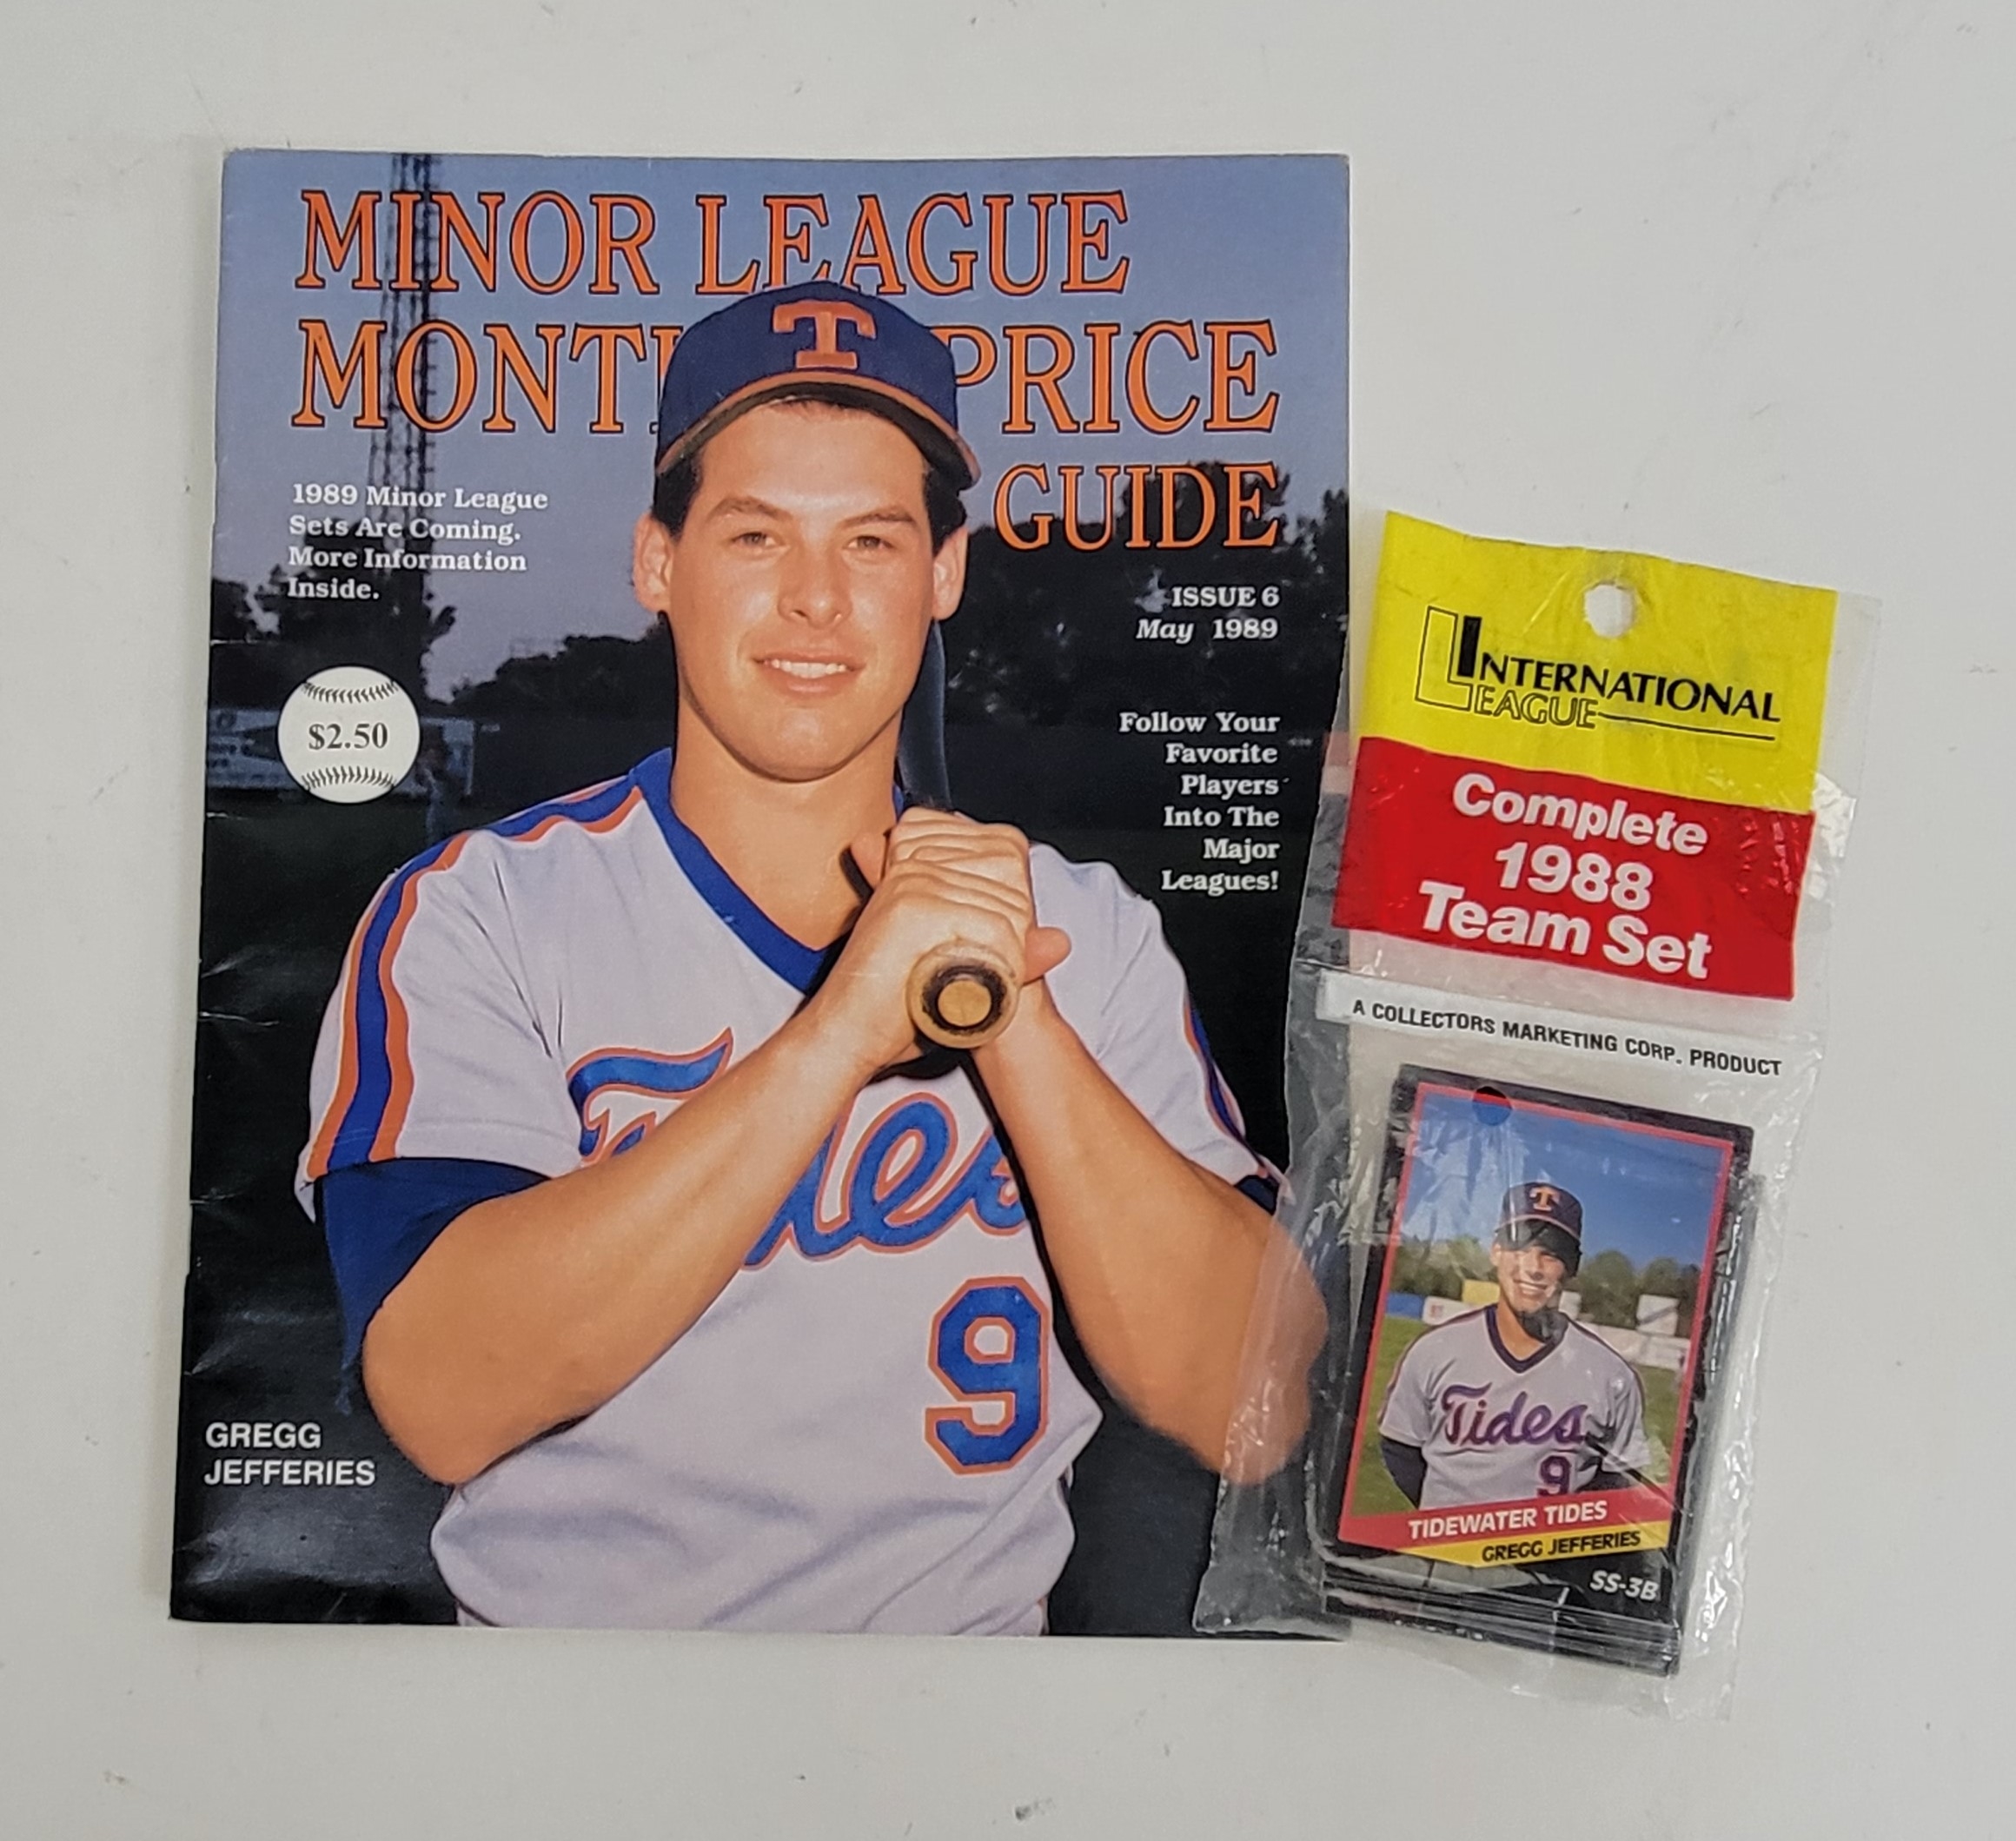 MINOR LEAGUE
PRICE
GUIDE
1989 Minor League
Sets Are Coming.
More Information
Inside.
ISSUE 6
May 1989
$2.50
Follow Your
Favorite
Players
Into The
Major
Leagues!
T
Tides
9
GREGG
JEFFERIES
INTERNATIONAL
LEAGUE
Complete
1988
Team Set
A COLLECTORS MARKETING CORP. PRODUCT
T
Tides
9
TIDEWATER TIDES
GREGG JEFFERIES
SS-3B